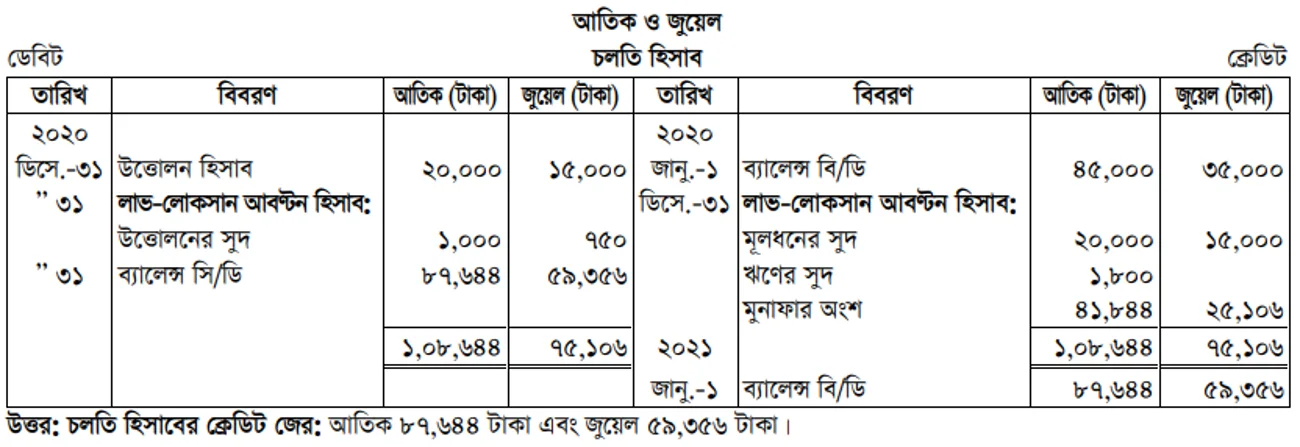 আতিক ও জুয়েল
ডেবিট চলতি হিসাব ক্রেডিট
তারিখ বিবরণ আতিক (টাকা) জুয়েল (টাকা) তারিখ বিবরণ আতিক (টাকা) জুয়েল (টাকা)
২০২০ ২০২০
ডিসে.-৩১ উত্তোলন হিসাব ২০,০০০ ১৫,০০০ জানু.-১ ব্যালেন্স বি/ডি ৪৫,০০০ ৩৫,০০০
” ৩১ লাভ-লোকসান আবণ্টন হিসাব: ডিসে.-৩১ লাভ-লোকসান আবণ্টন হিসাব:
উত্তোলনের সুদ ১,০০০ ৭৫০ মূলধনের সুদ ২০,০০০ ১৫,০০০
” ৩১ ব্যালেন্স সি/ডি ৮৭,৬৪৪ ৫৯,৩৫৬ ঋণের সুদ ১,৮০০
মুনাফার অংশ ৪১,৮৪৪ ২৫,১০৬
১,০৮,৬৪৪ ৭৫,১০৬ ২০২১ ১,০৮,৬৪৪ ৭৫,১০৬
জানু.-১ ব্যালেন্স বি/ডি ৮৭,৬৪৪ ৫৯,৩৫৬
উত্তর: চলতি হিসাবের ক্রেডিট জের: আতিক ৮৭,৬৪৪ টাকা এবং জুয়েল ৫৯,৩৫৬ টাকা।